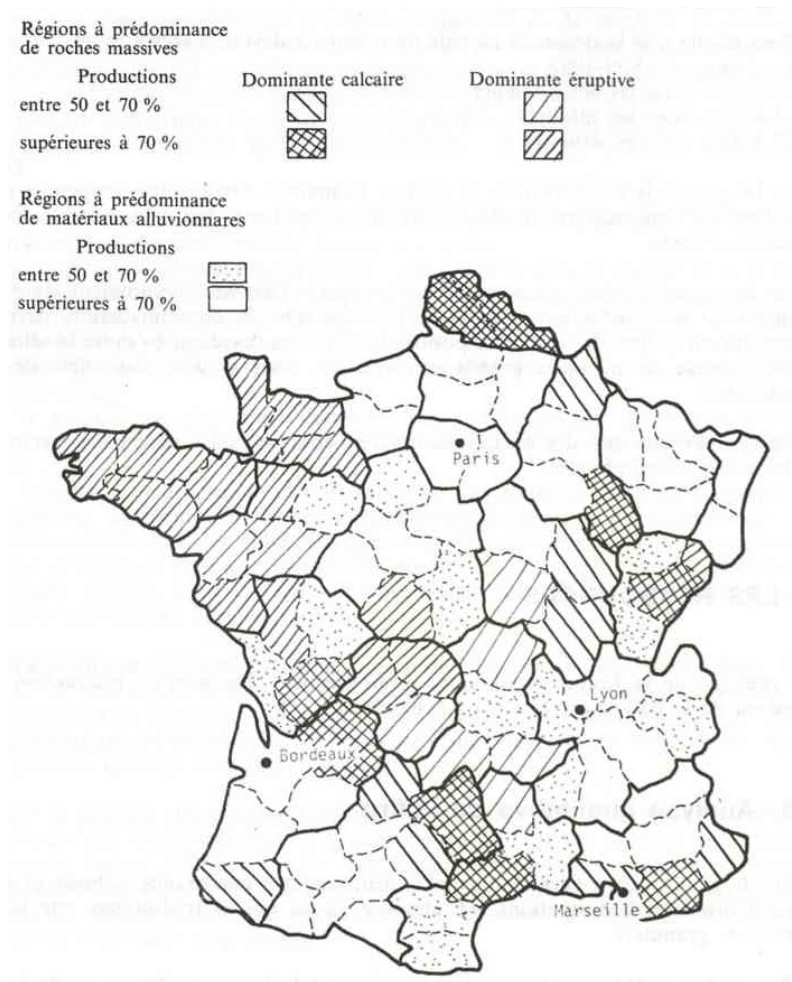 Régions à prédominance
de roches massives
Productions
Dominante calcaire
Dominante éruptive
entre 50 et 70 %
supérieures à 70 %
Régions à prédominance
de matériaux alluvionnares
Productions
entre 50 et 70 %
supérieures à 70 %
Paris
Lyon
Bordeaux
Marseille